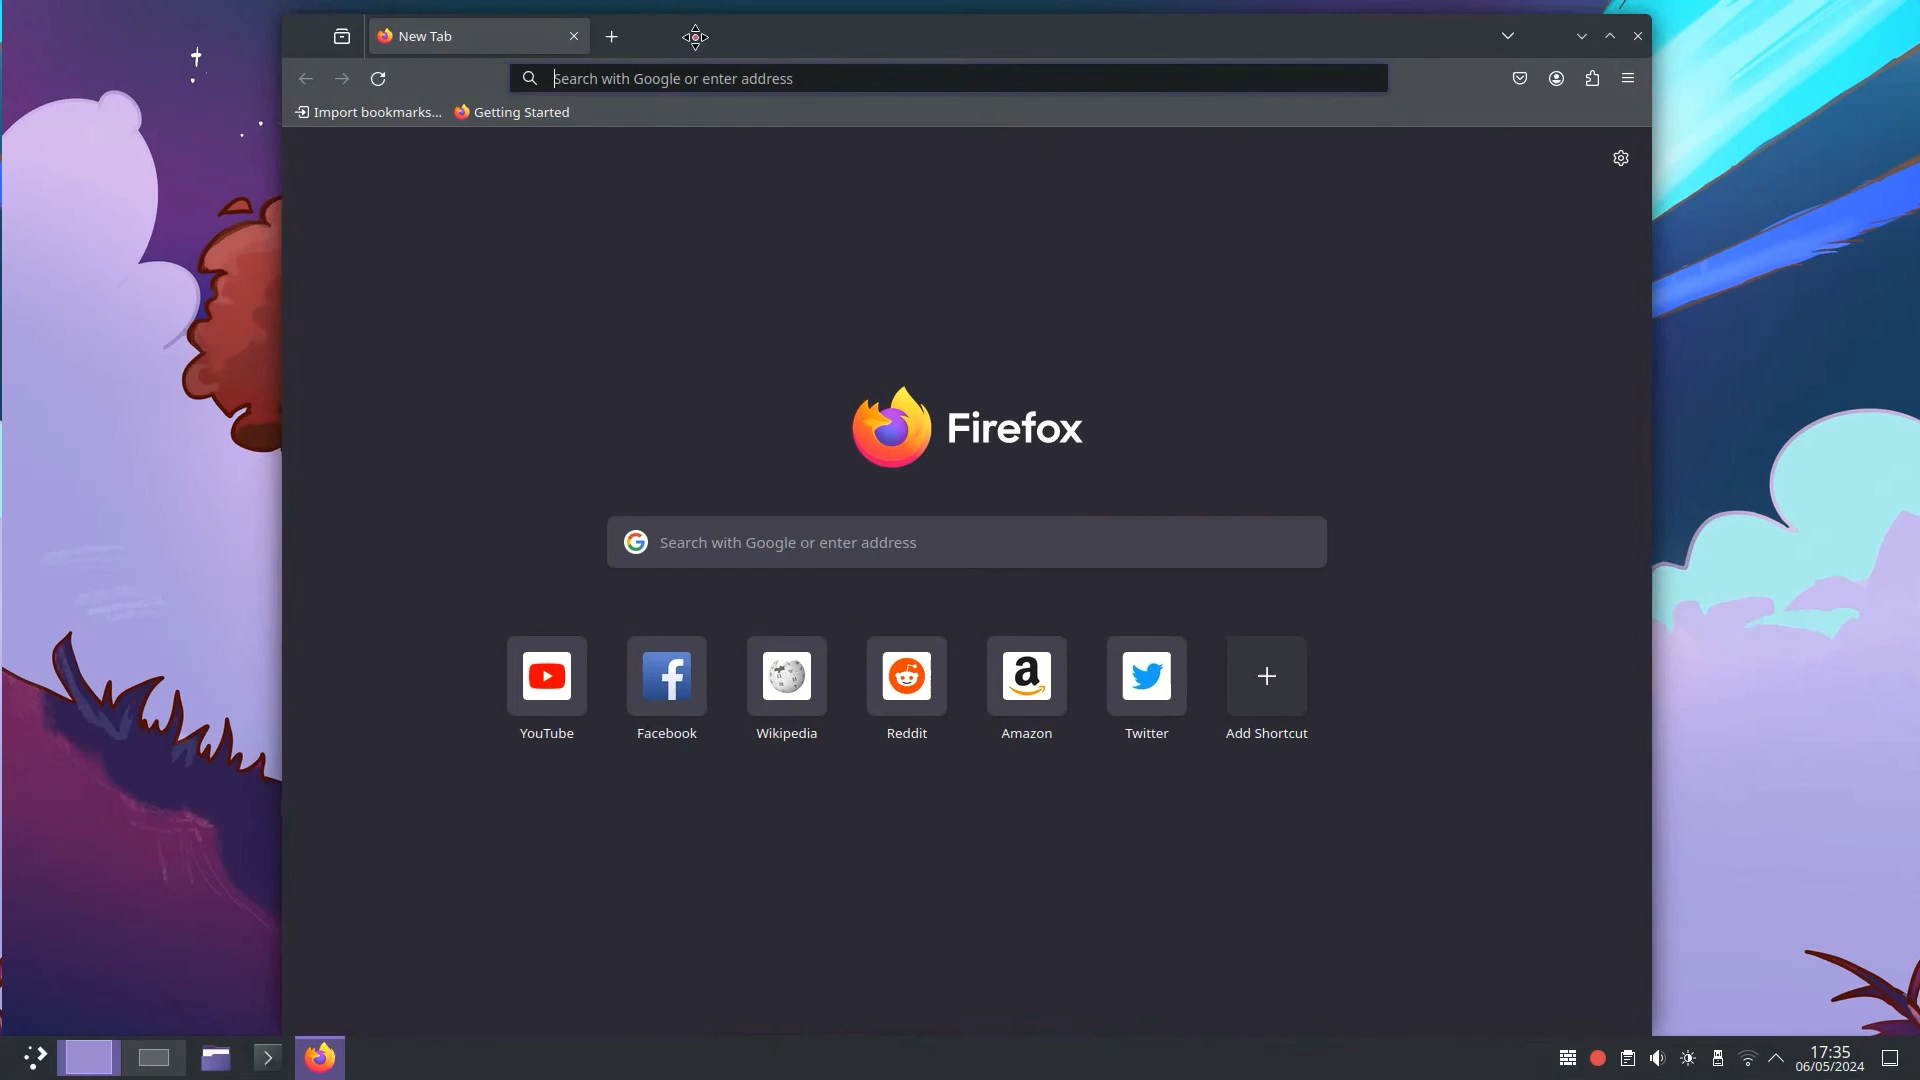 New Tab
Search with Google or enter address
Import bookmarks...
Getting Started
Firefox
Search with Google or enter address
YouTube
Facebook
Wikipedia
Reddit
Amazon
Twitter
Add Shortcut
17:35
06/05/2024